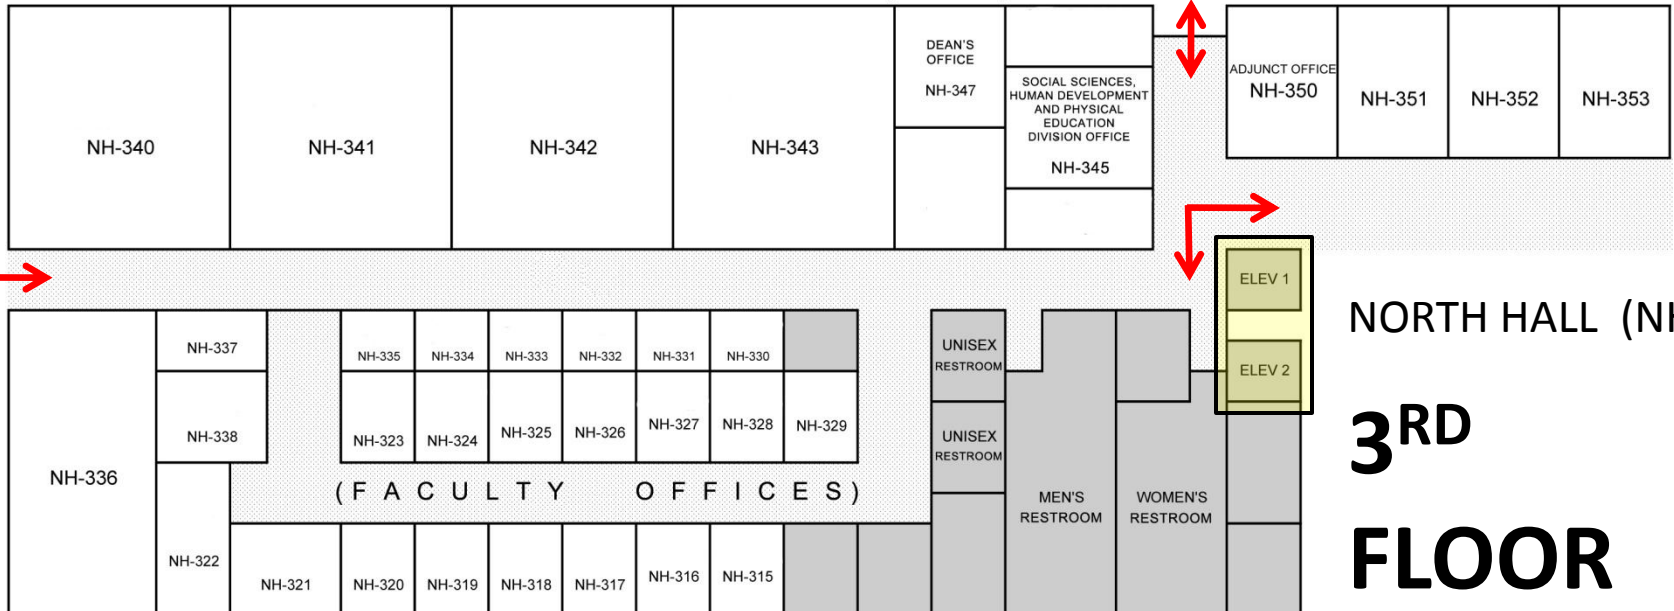 DEAN'S
OFFICE
NH-347
SOCIAL SCIENCES,
HUMAN DEVELOPMENT
AND PHYSICAL
EDUCATION
DIVISION OFFICE
NH-345
ADJUNCT OFFICE
NH-350
NH-351
NH-352
NH-353
NH-340
NH-341
NH-342
NH-343
ELEV 1
ELEV 2
NORTH HALL (NH
3RD
FLOOR
NH-337
NH-335
NH-334
NH-333
NH-332
NH-331
NH-330
UNISEX
RESTROOM
NH-338
NH-323
NH-324
NH-325
NH-326
NH-327
NH-328
NH-329
UNISEX
RESTROOM
NH-336
(FACULTY OFFICES)
MEN'S
RESTROOM
WOMEN'S
RESTROOM
NH-322
NH-321
NH-320
NH-319
NH-318
NH-317
NH-316
NH-315